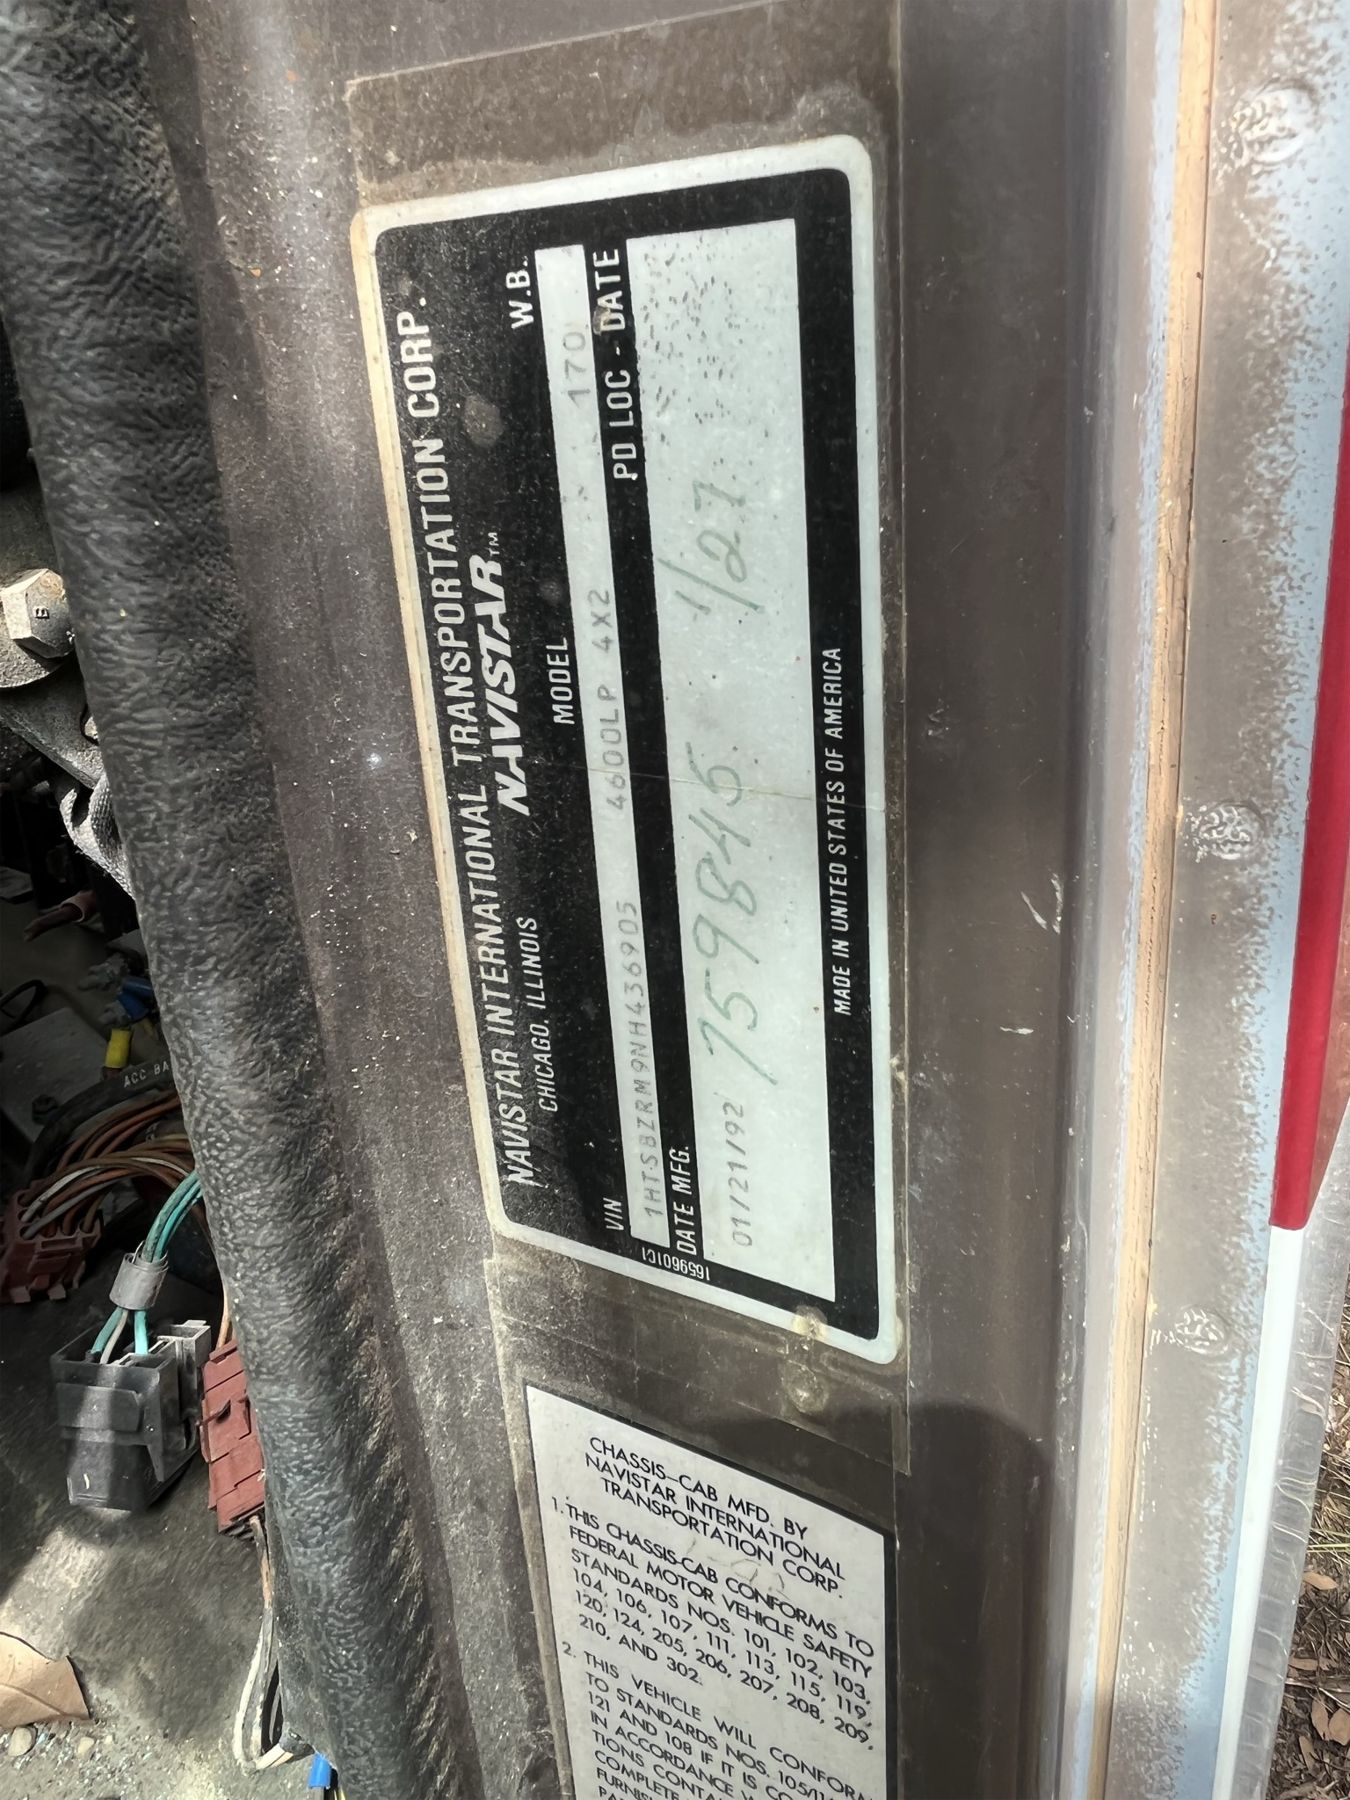 NAVISTAR INTERNATIONAL TRANSPORTATION CORP.
CHICAGO, ILLINOIS NAVISTAR™
VIN MODEL W.B.
1HTSBZRM9NH436905 4600LP 4X2 170
DATE MFG. PD LOC - DATE
01/21/92 759845 1/27
MADE IN UNITED STATES OF AMERICA
1659601C1
CHASSIS-CAB MFD. BY
NAVISTAR INTERNATIONAL
TRANSPORTATION CORP.
1. THIS CHASSIS-CAB CONFORMS TO
FEDERAL MOTOR VEHICLE SAFETY
STANDARDS NOS. 101, 102, 103,
104, 106, 107, 111, 113, 115, 119,
120, 124, 205, 206, 207, 208, 209,
210, AND 302.
2. THIS VEHICLE WILL CONFORM
TO STANDARDS NOS. 105
121 AND 108 IF IT IS
IN ACCORDANCE
COMPLETE
ACC
B